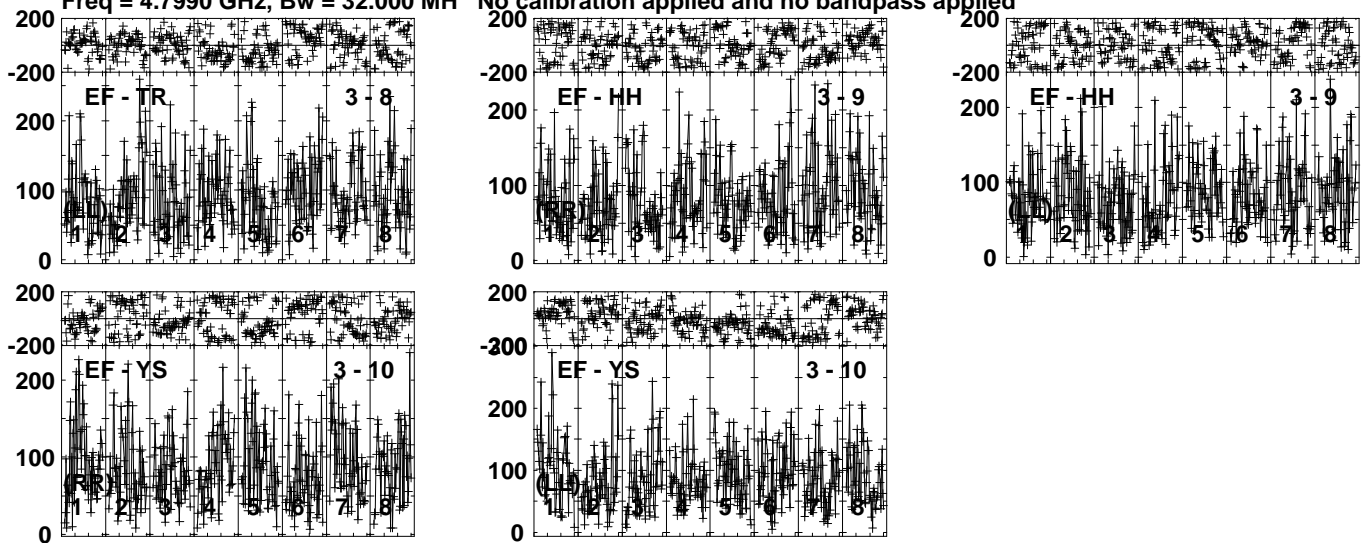 Freq = 4.7990 GHz, Bw = 32.000 MH No calibration applied and no bandpass applied
200
-200
EF - TR 3 - 8
200
100
0
(LL)
1 2 3 4 5 6 7 8
200
-200
EF - HH 3 - 9
200
100
0
(RR)
1 2 3 4 5 6 7 8
200
-200
EF - HH 3 - 9
200
100
0
(LL)
1 2 3 4 5 6 7 8
200
-200
EF - YS 3 - 10
200
100
0
(RR)
1 2 3 4 5 6 7 8
200
-200
300
EF - YS 3 - 10
200
100
0
(LL)
1 2 3 4 5 6 7 8